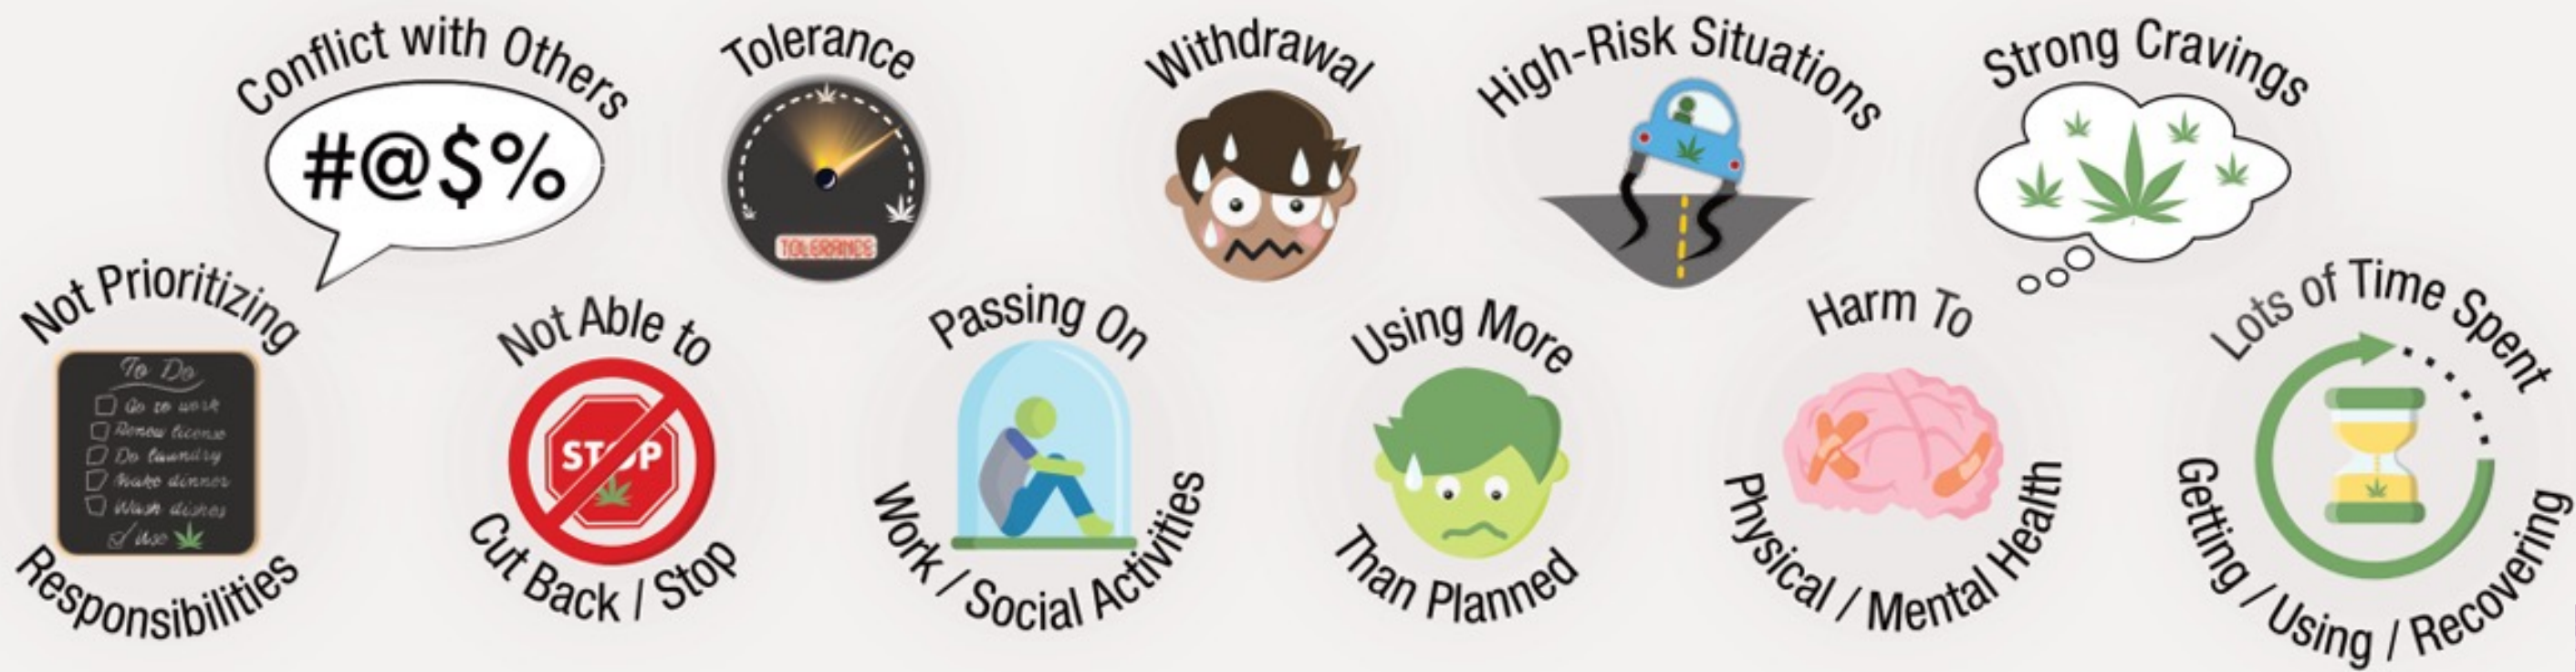 Conflict with Others
#@$%
Tolerance
TOLERANCE
Withdrawal
High-Risk Situations
Strong Cravings
Not Prioritizing
To Do
Go to work
Renew license
Do laundry
Make dinner
Wash dishes
Use
Responsibilities
Not Able to
STOP
Cut Back / Stop
Passing On
Work / Social Activities
Using More
Than Planned
Harm To
Physical / Mental Health
Lots of Time Spent
Getting / Using / Recovering